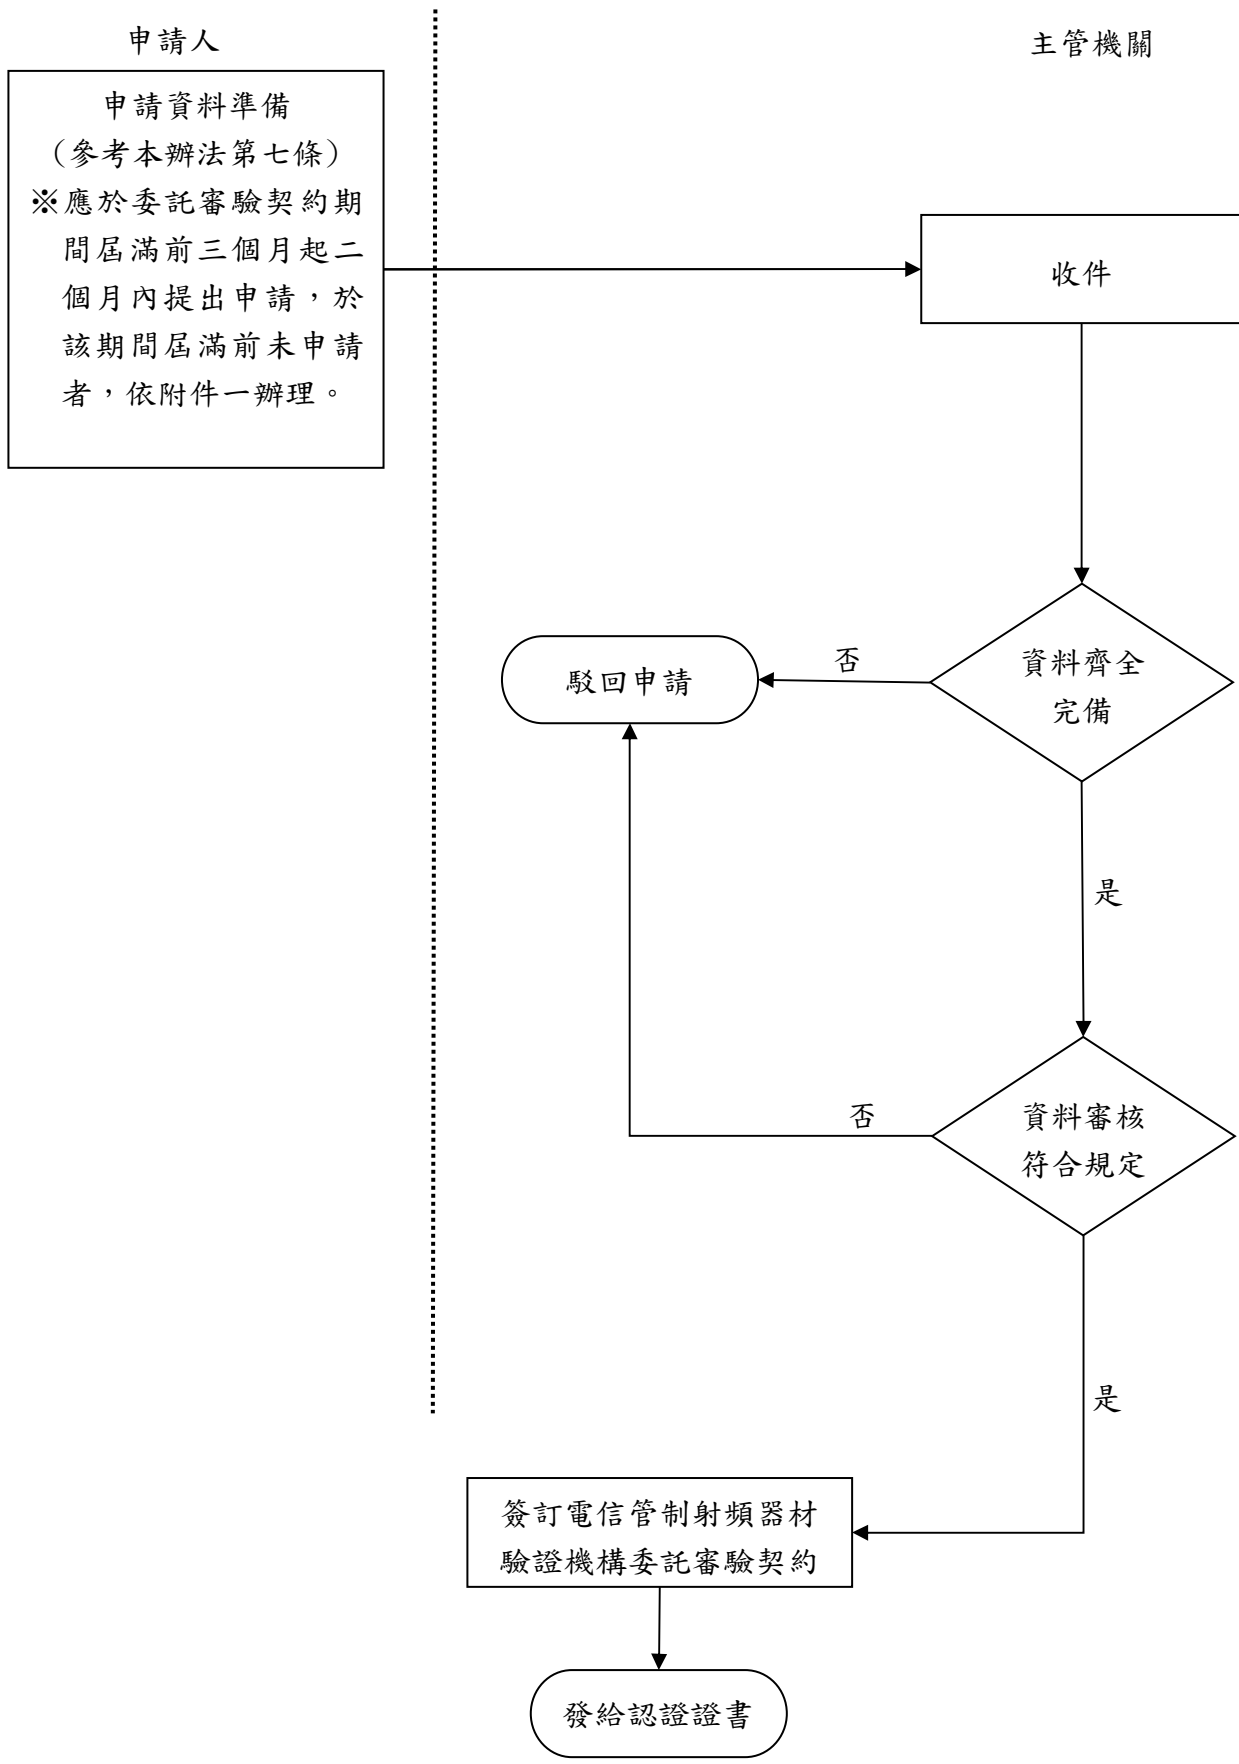 申請人
主管機關
申請資料準備
（參考本辦法第七條）
※應於委託審驗契約期
間屆滿前三個月起二
個月內提出申請，於
該期間屆滿前未申請
者，依附件一辦理。
收件
否
資料齊全
完備
駁回申請
是
否
資料審核
符合規定
是
簽訂電信管制射頻器材
驗證機構委託審驗契約
發給認證證書